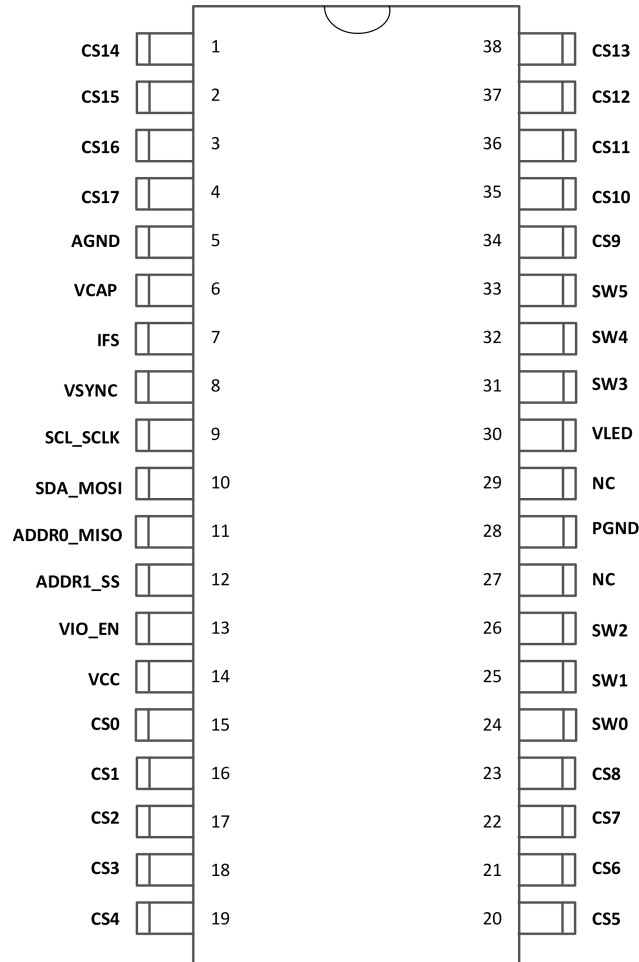 CS14 1 38 CS13
CS15 2 37 CS12
CS16 3 36 CS11
CS17 4 35 CS10
AGND 5 34 CS9
VCAP 6 33 SW5
IFS 7 32 SW4
VSYNC 8 31 SW3
SCL_SCLK 9 30 VLED
SDA_MOSI 10 29 NC
ADDR0_MISO 11 28 PGND
ADDR1_SS 12 27 NC
VIO_EN 13 26 SW2
VCC 14 25 SW1
CS0 15 24 SW0
CS1 16 23 CS8
CS2 17 22 CS7
CS3 18 21 CS6
CS4 19 20 CS5